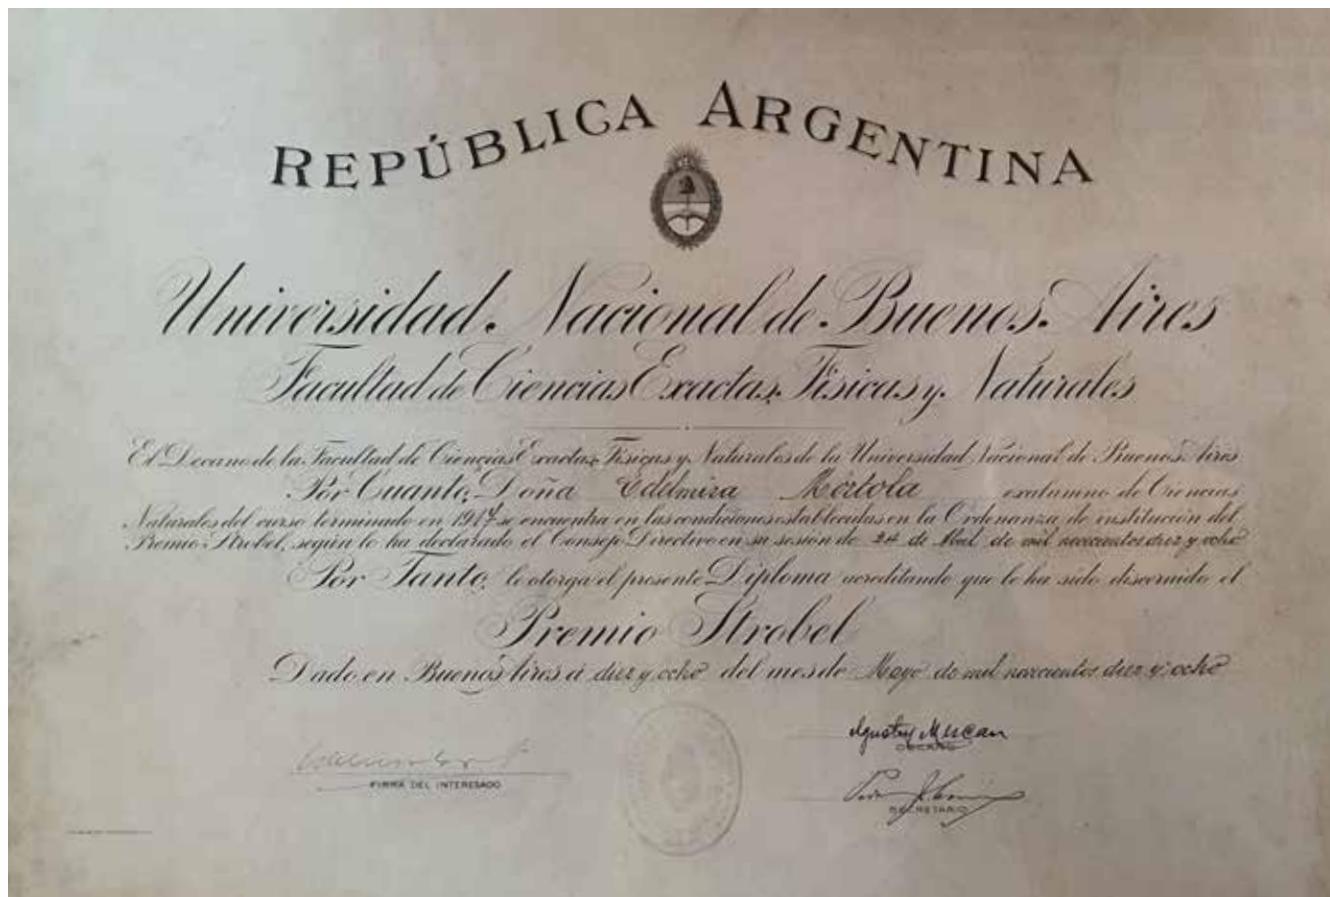 REPÚBLICA ARGENTINA
Universidad Nacional de Buenos Aires
Facultad de Ciencias Exactas, Físicas y Naturales
El Decano de la Facultad de Ciencias Exactas, Físicas y Naturales de la Universidad Nacional de Buenos Aires
Por Cuanto, Doña Edelmira Mórtola exalumno de Ciencias
Naturales del curso terminado en 1917 se encuentra en las condiciones establecidas en la Ordenanza de institución del
Premio Strobel, según lo ha declarado el Consejo Directivo en su sesión de 24 de Abril de mil novecientos diez y ocho
Por Tanto, le otorga el presente Diploma acreditando que le ha sido discernido el
Premio Strobel
Dado en Buenos Aires á diez y ocho del mes de Mayo de mil novecientos diez y ocho
FIRMA DEL INTERESADO
DECANO
SECRETARIO